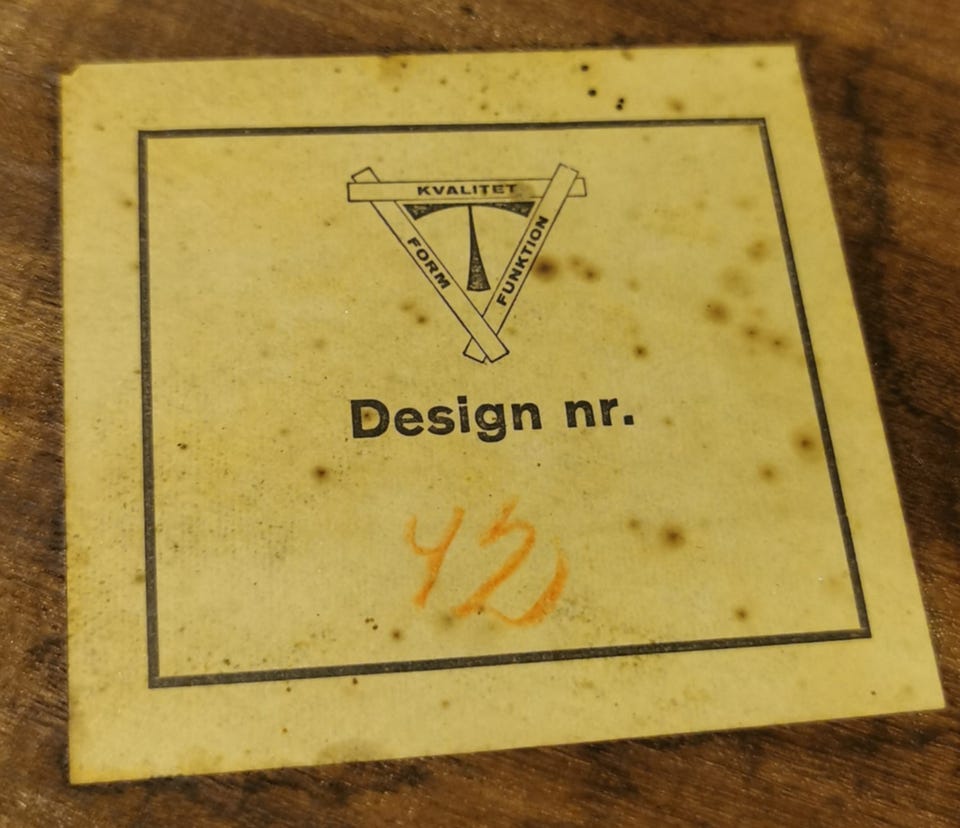 KVALITET
FORM
FUNKTION
Design nr.
42